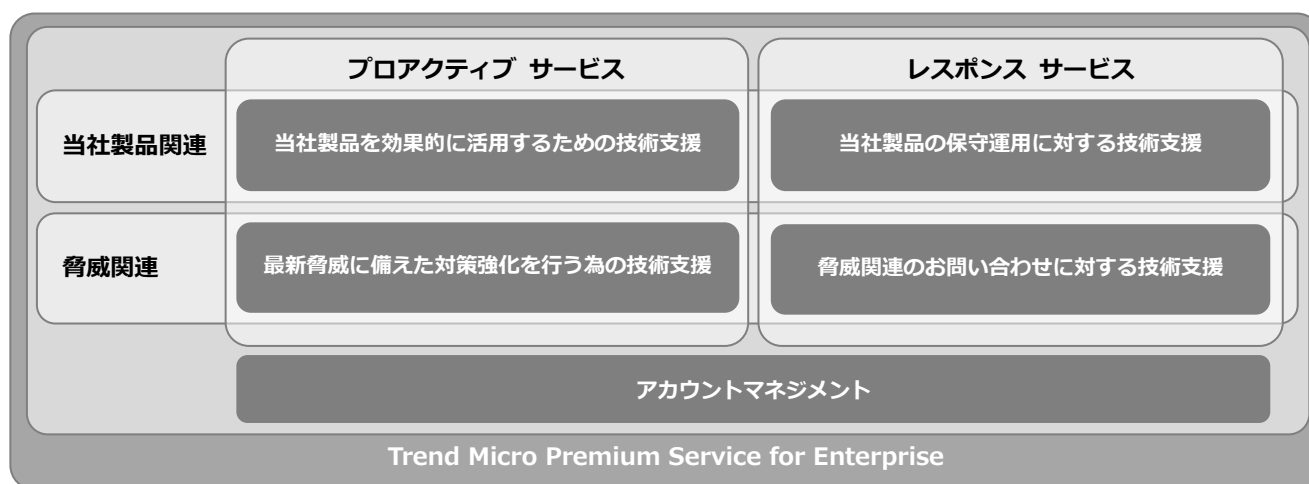 プロアクティブ サービス
レスポンス サービス
当社製品関連
当社製品を効果的に活用するための技術支援
当社製品の保守運用に対する技術支援
脅威関連
最新脅威に備えた対策強化を行う為の技術支援
脅威関連のお問い合わせに対する技術支援
アカウントマネジメント
Trend Micro Premium Service for Enterprise